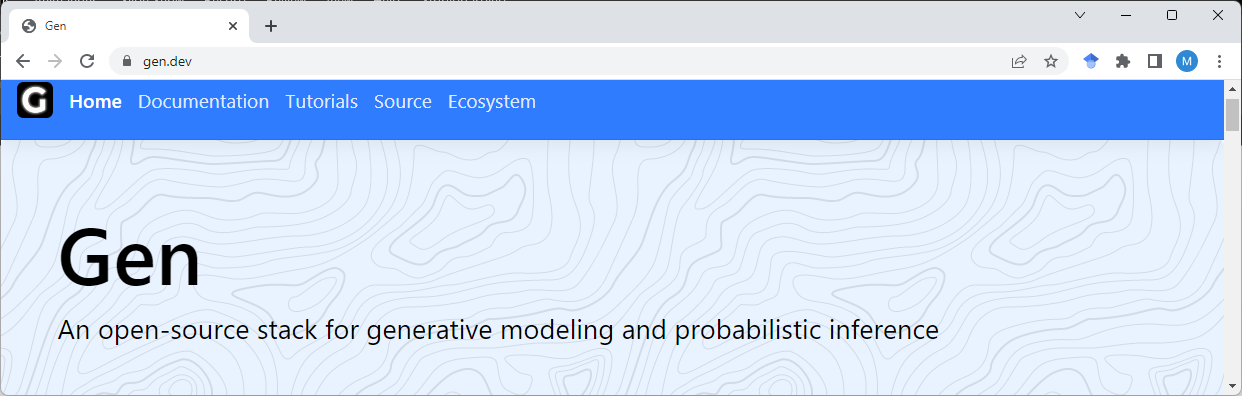 Gen
gen.dev
M
G
Home Documentation Tutorials Source Ecosystem
Gen
An open-source stack for generative modeling and probabilistic inference